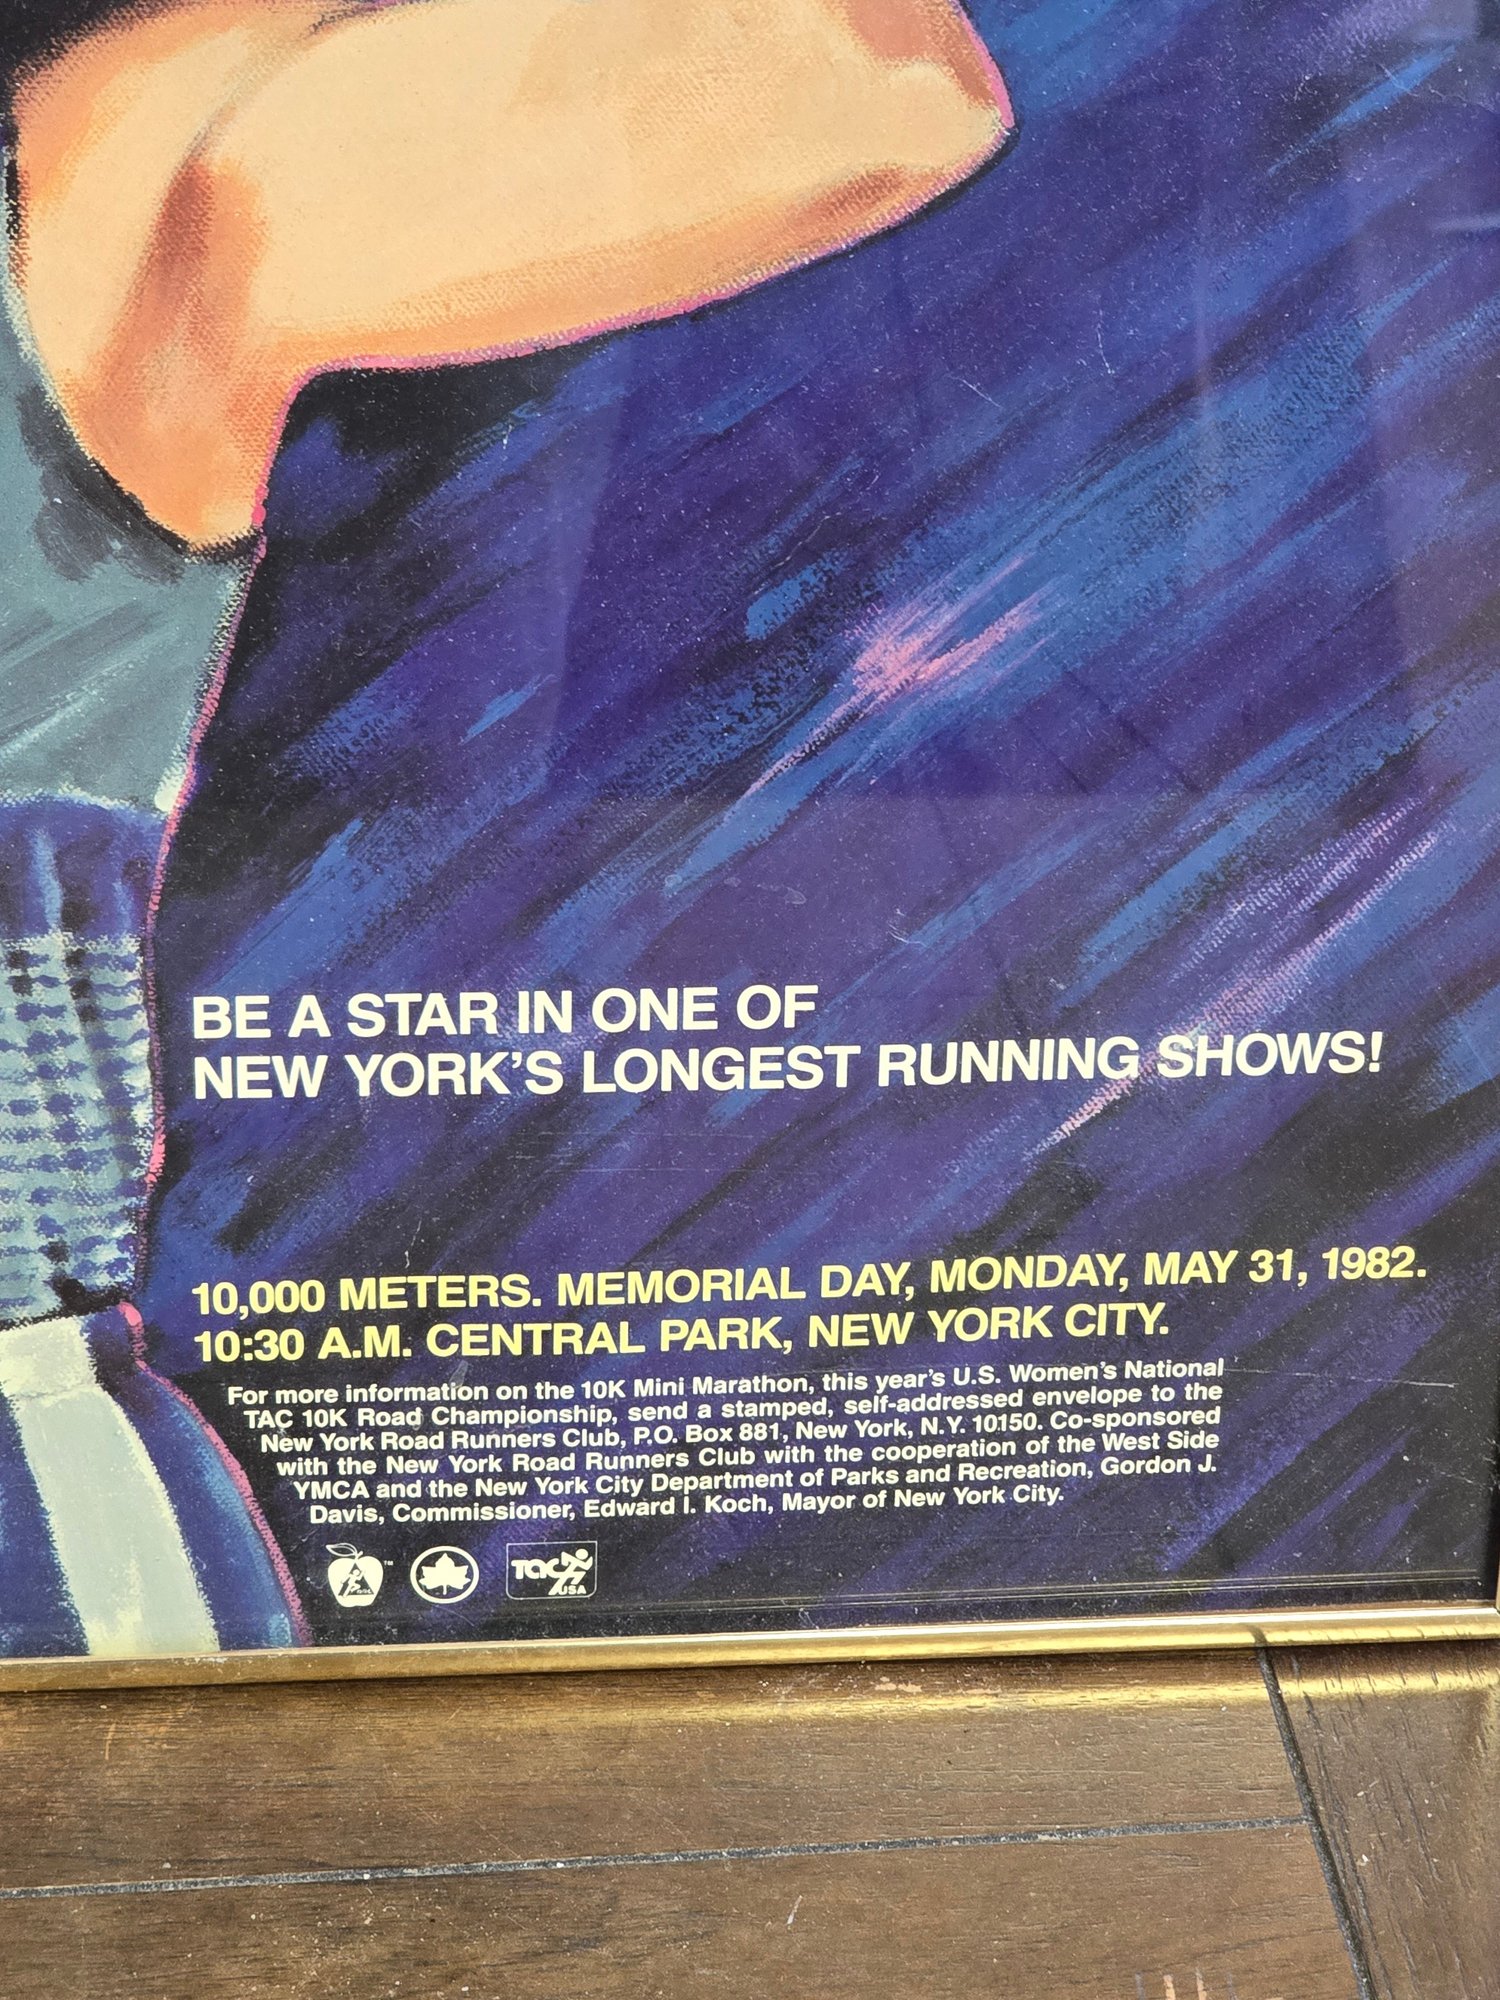 BE A STAR IN ONE OF
NEW YORK'S LONGEST RUNNING SHOWS!
10,000 METERS. MEMORIAL DAY, MONDAY, MAY 31, 1982.
10:30 A.M. CENTRAL PARK, NEW YORK CITY.
For more information on the 10K Mini Marathon, this year's U.S. Women's National
TAC 10K Road Championship, send a stamped, self-addressed envelope to the
New York Road Runners Club, P.O. Box 881, New York, N.Y. 10150. Co-sponsored
with the New York Road Runners Club with the cooperation of the West Side
YMCA and the New York City Department of Parks and Recreation, Gordon J.
Davis, Commissioner, Edward I. Koch, Mayor of New York City.
TM
TAC
USA